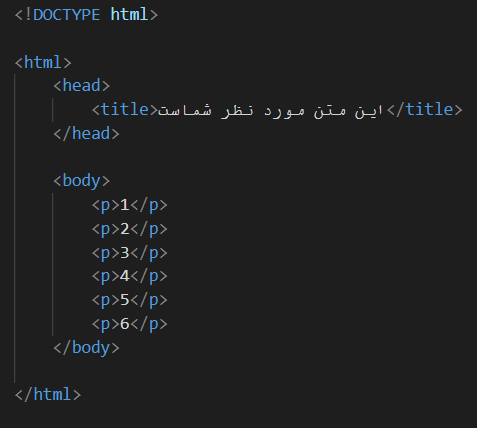 <!DOCTYPE html>
<html>
<head>
<title>این متن مورد نظر شماست</title>
</head>
<body>
<p>1</p>
<p>2</p>
<p>3</p>
<p>4</p>
<p>5</p>
<p>6</p>
</body>
</html>